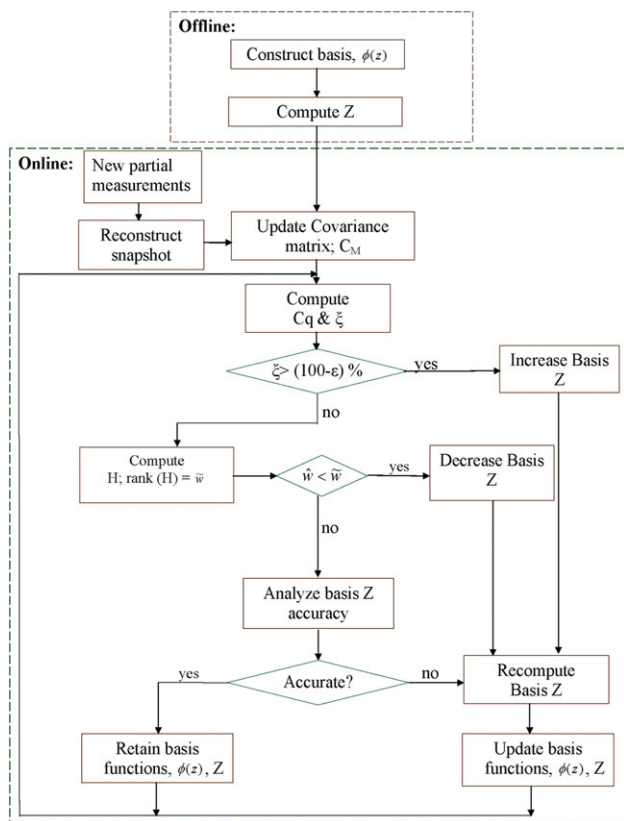 Offline:
Construct basis, ϕ(z)
Compute Z
Online:
New partial
measurements
Reconstruct
snapshot
Update Covariance
matrix; C_M
Compute
Cq & ξ
ξ> (100-ε) %
yes
Increase Basis
Z
no
Compute
H; rank (H) = w̃
ŵ < w̃
yes
Decrease Basis
Z
no
Analyze basis Z
accuracy
Accurate?
yes
no
Recompute
Basis Z
Retain basis
functions, ϕ(z), Z
Update basis
functions, ϕ(z), Z